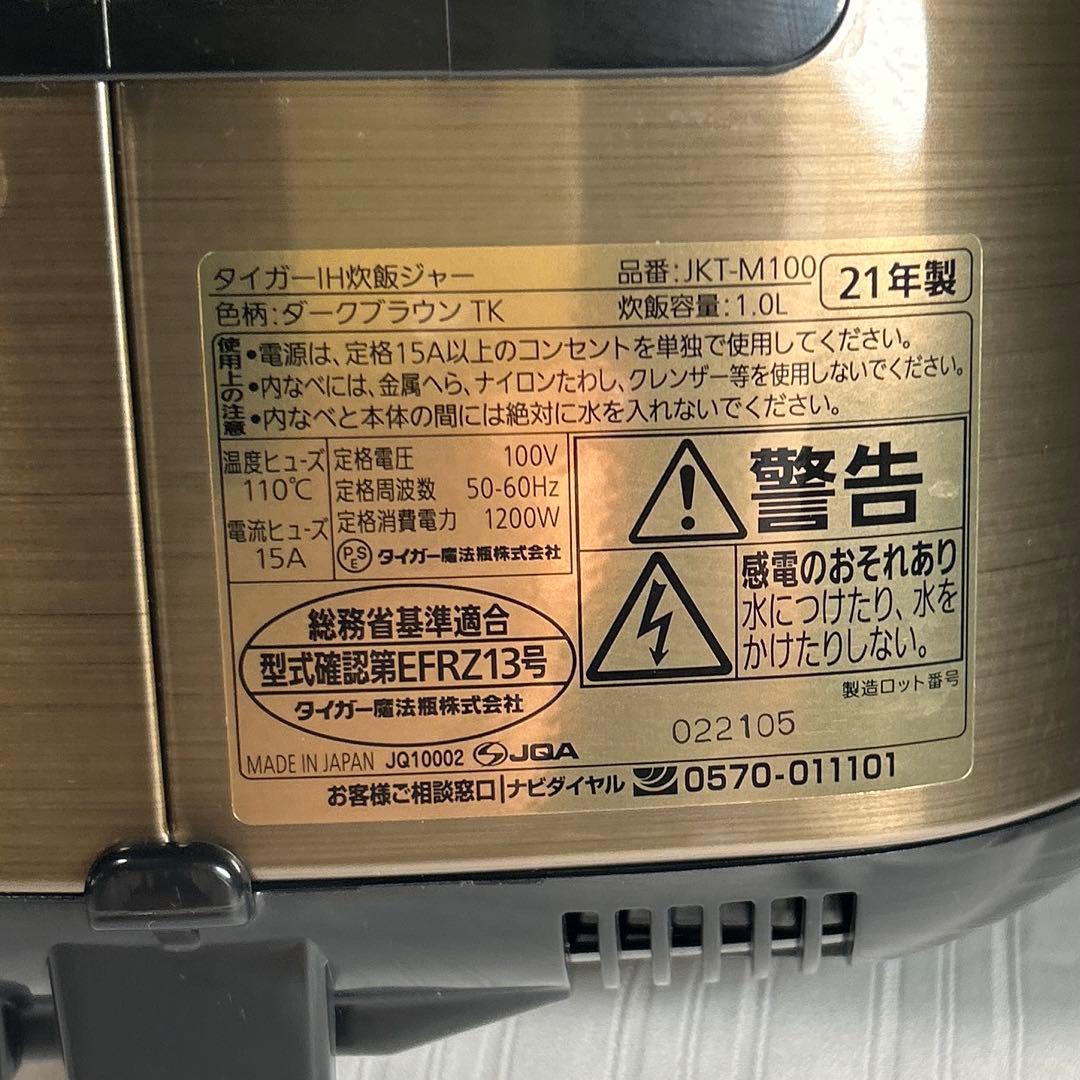 タイガーIH炊飯ジャー 品番:JKT-M100 21年製
色柄:ダークブラウン TK 炊飯容量:1.0L
使用上の注意
•電源は、定格15A以上のコンセントを単独で使用してください。
•内なべには、金属へら、ナイロンたわし、クレンザー等を使用しないでください。
•内なべと本体の間には絶対に水を入れないでください。
温度ヒューズ
110℃
電流ヒューズ
15A
定格電圧 100V
定格周波数 50-60Hz
定格消費電力 1200W
PSE タイガー魔法瓶株式会社
警告
感電のおそれあり
水につけたり、水を
かけたりしない。
総務省基準適合
型式確認第EFRZ13号
タイガー魔法瓶株式会社
製造ロット番号
022105
MADE IN JAPAN JQ10002 JQA
お客様ご相談窓口|ナビダイヤル 0570-011101